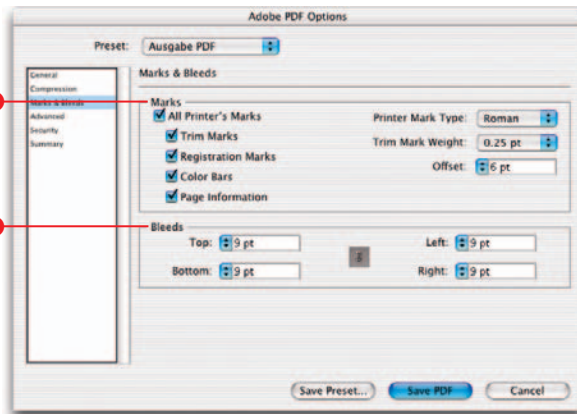 Adobe PDF Options
Preset: Ausgabe PDF
General
Compression
Marks & Bleeds
Advanced
Security
Summary
Marks & Bleeds
Marks
All Printer's Marks
Trim Marks
Registration Marks
Color Bars
Page Information
Printer Mark Type: Roman
Trim Mark Weight: 0.25 pt
Offset: 6 pt
Bleeds
Top: 9 pt
Left: 9 pt
Bottom: 9 pt
Right: 9 pt
Save Preset... Save PDF Cancel